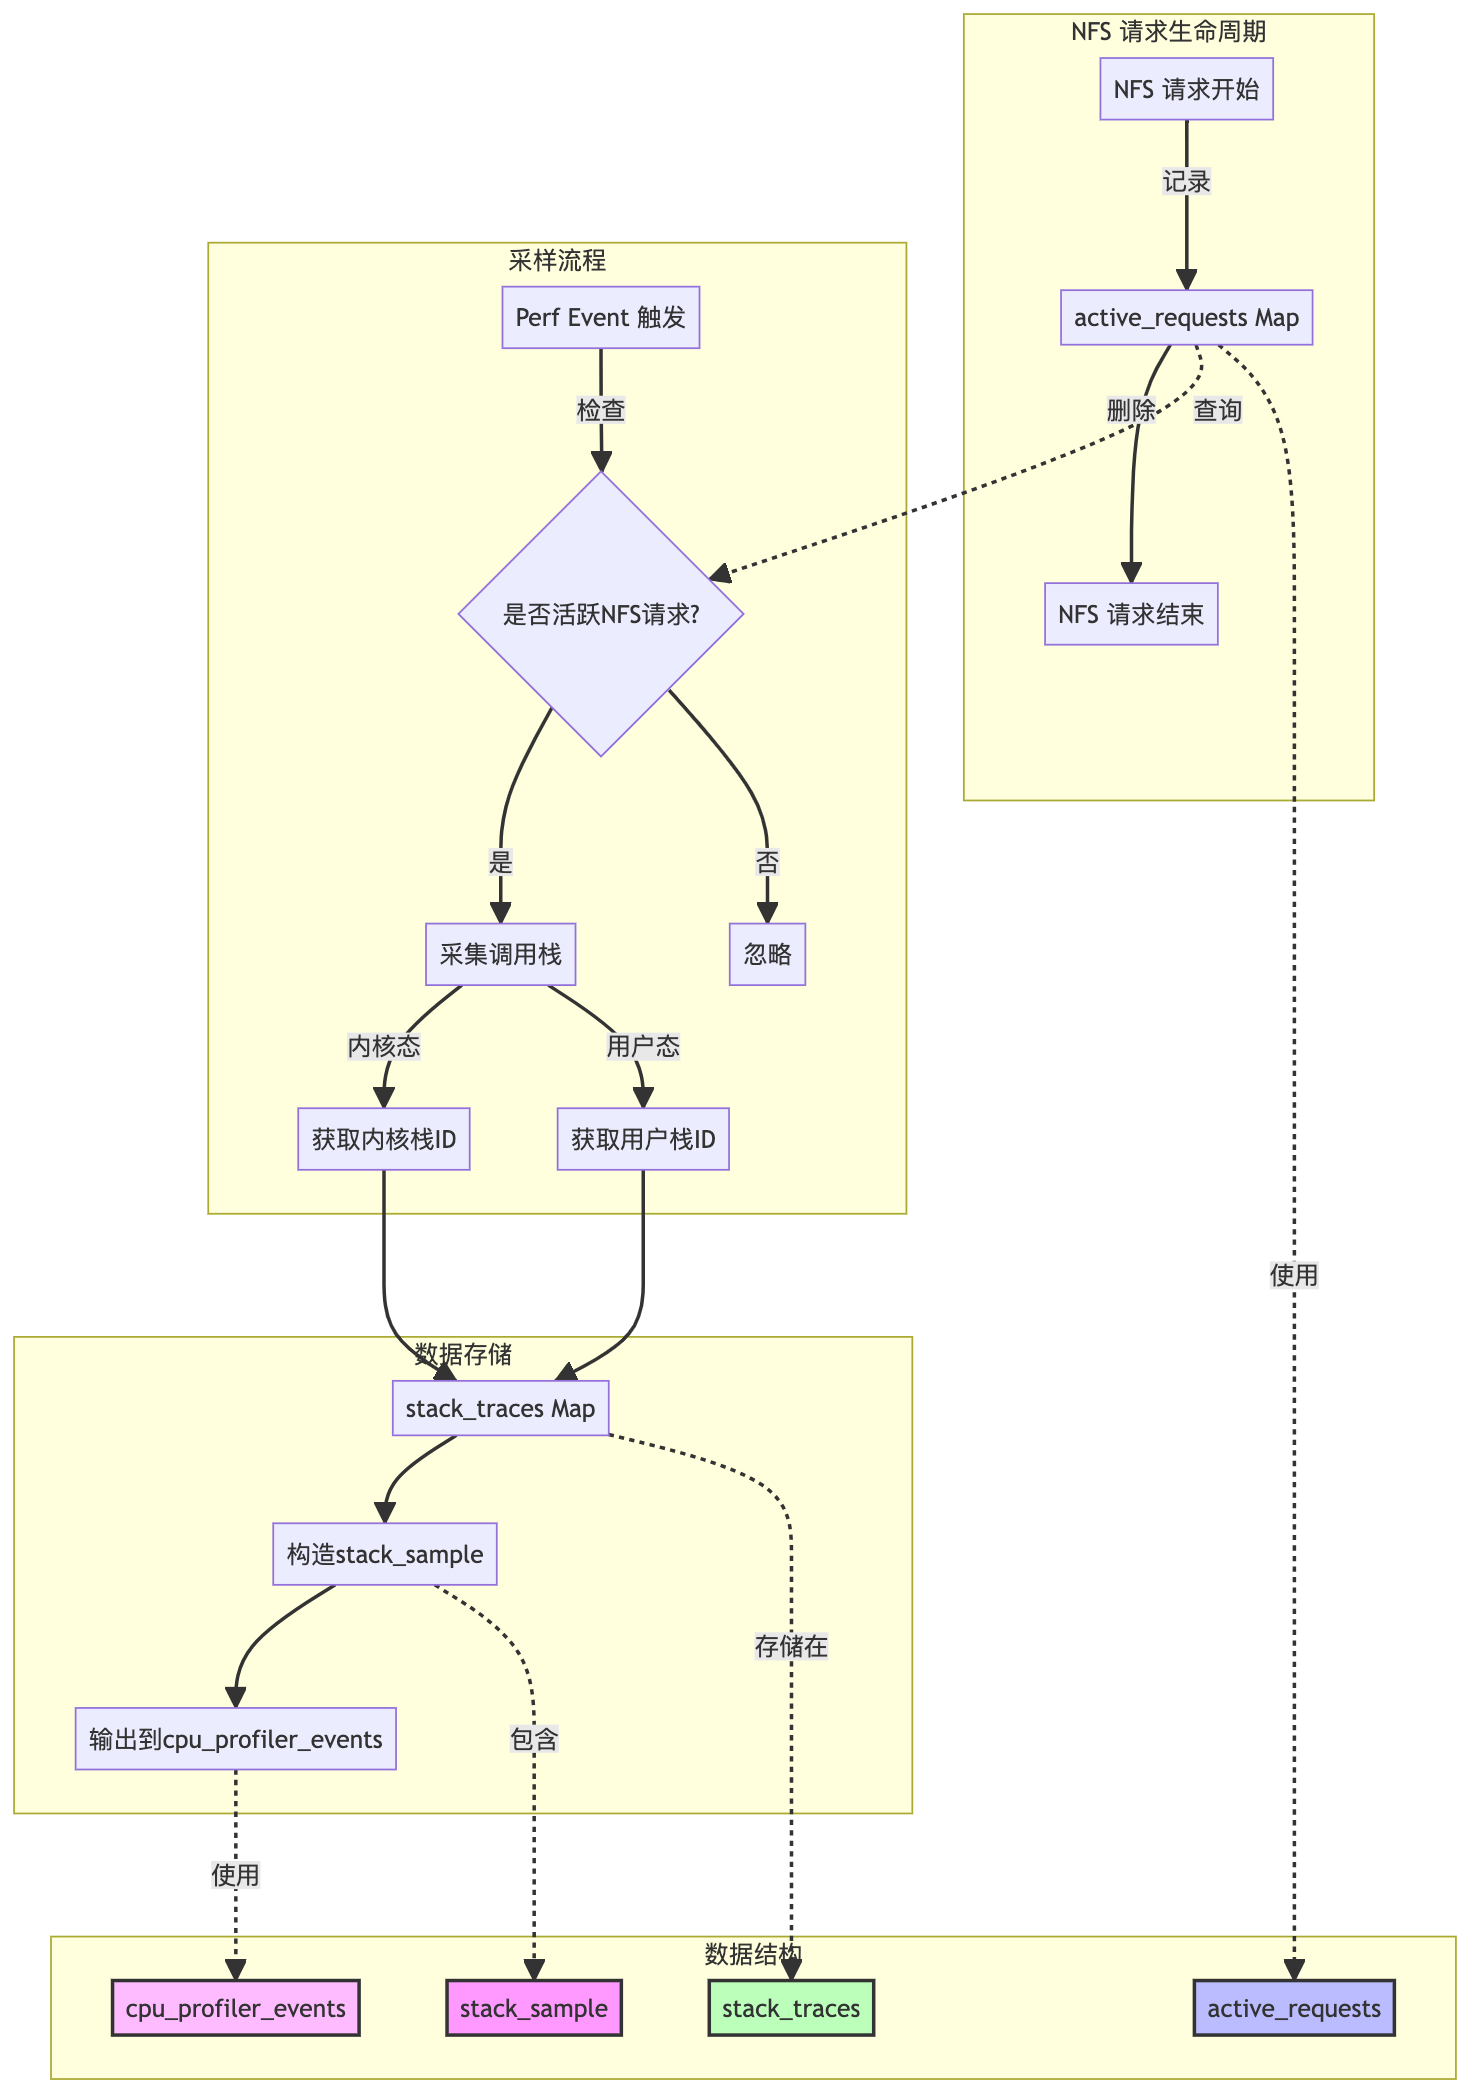 NFS 请求生命周期
NFS 请求开始
记录
采样流程
Perf Event 触发
active_requests Map
检查
删除
查询
是否活跃NFS请求?
NFS 请求结束
是
否
采集调用栈
忽略
内核态
用户态
获取内核栈ID
获取用户栈ID
使用
数据存储
stack_traces Map
构造stack_sample
存储在
输出到cpu_profiler_events
包含
使用
数据结构
cpu_profiler_events
stack_sample
stack_traces
active_requests